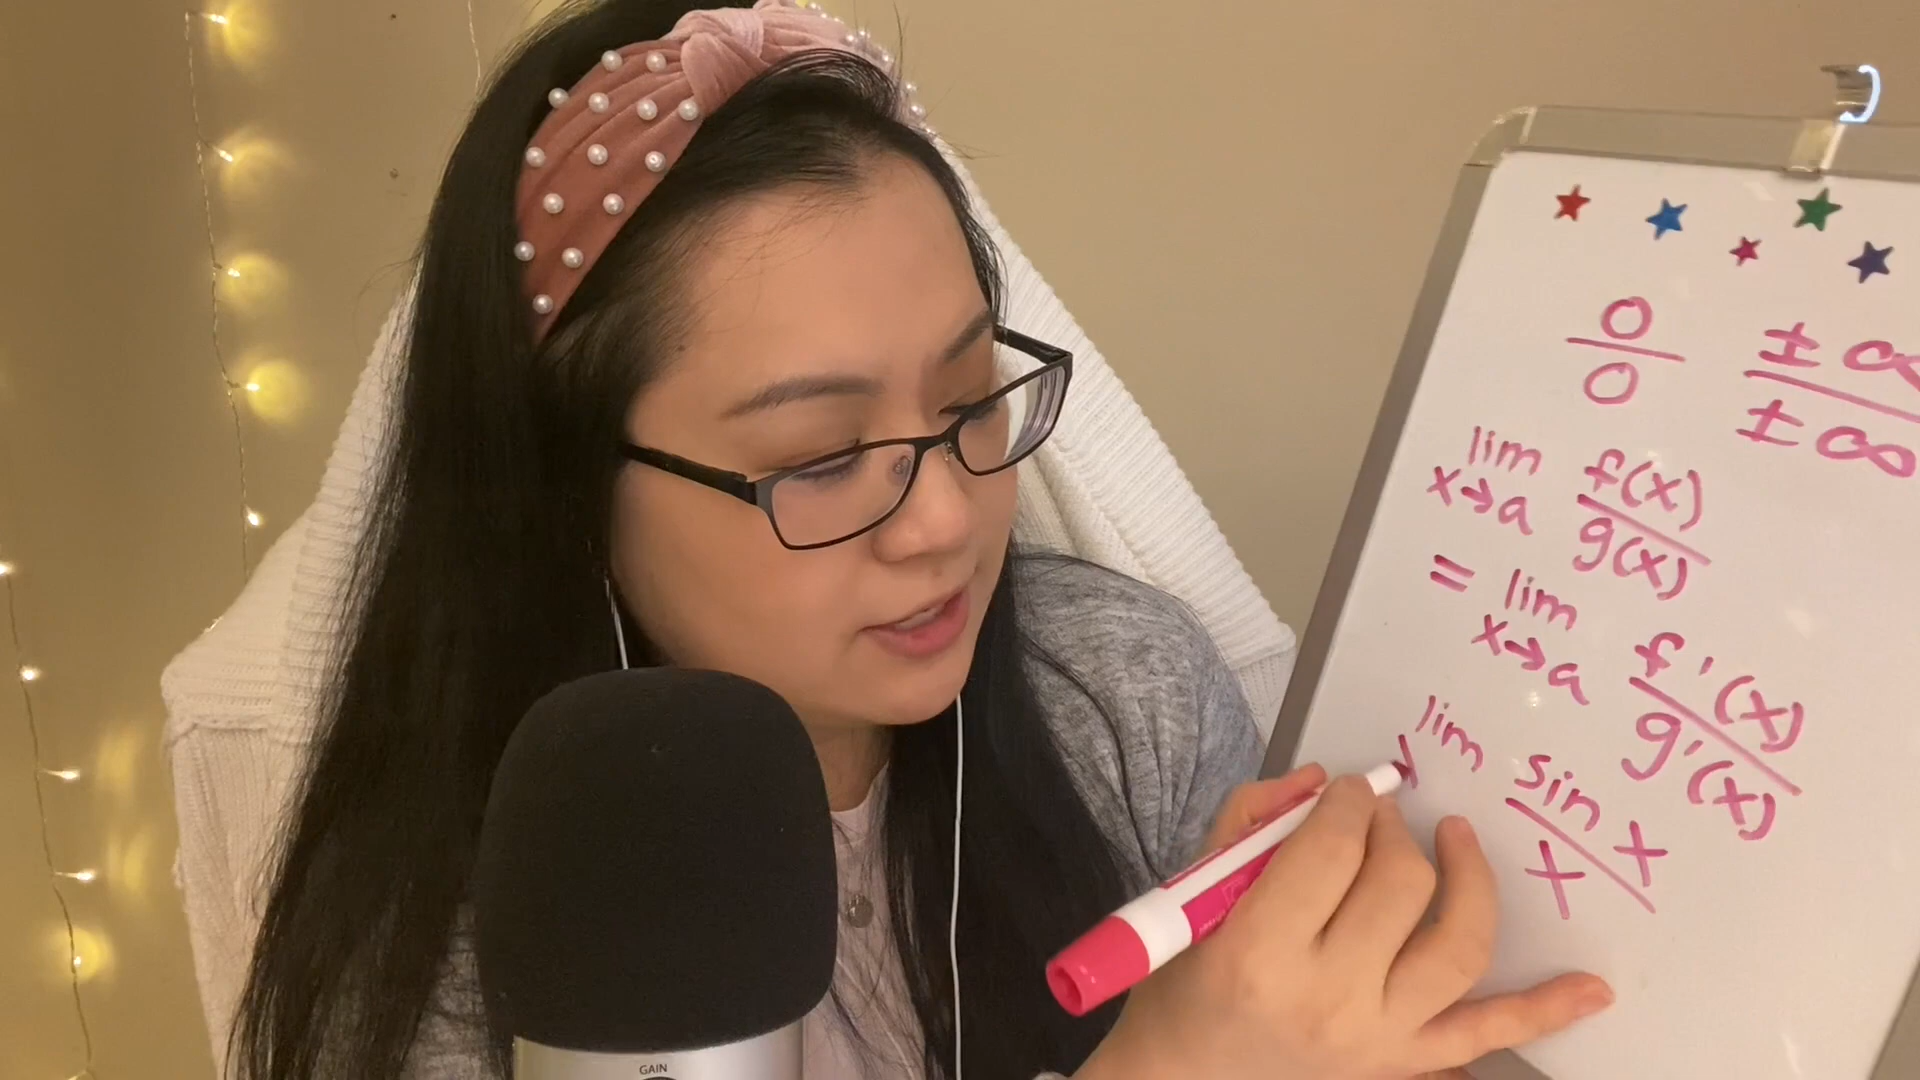 0/0 ±∞/±∞
lim x→a f(x)/g(x)
= lim x→a f'(x)/g'(x)
lim sin x/x
GAIN